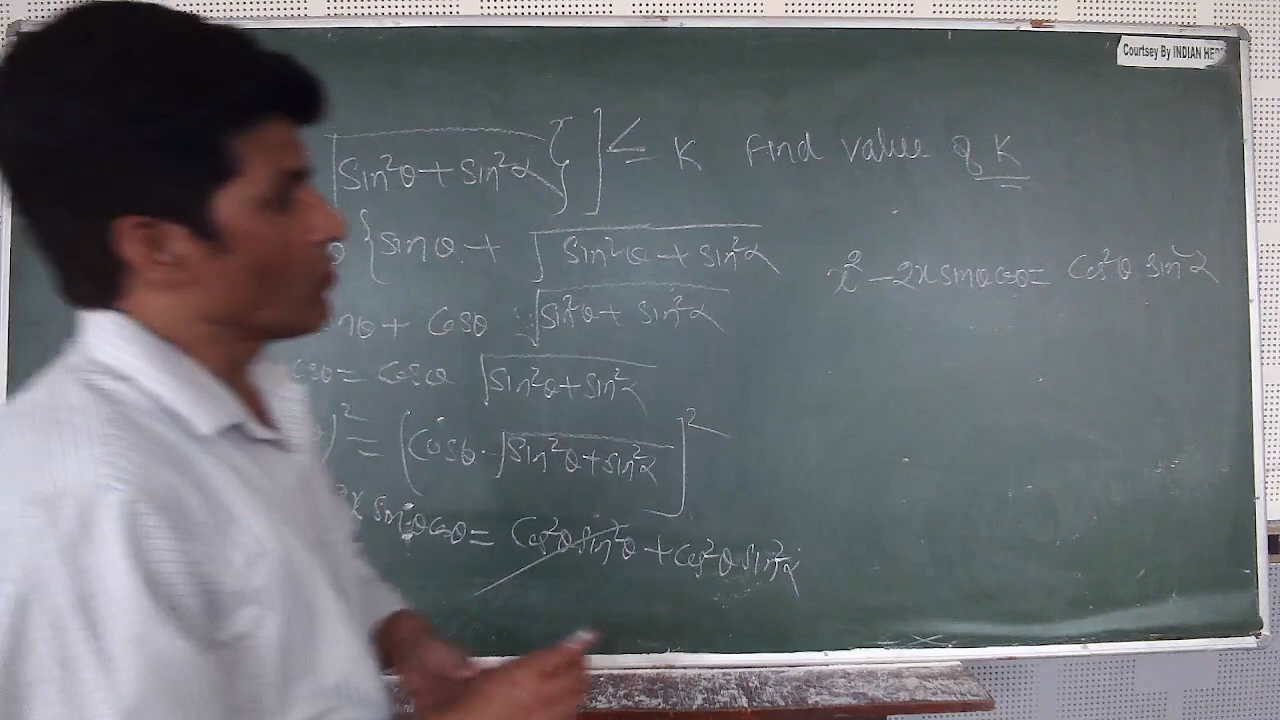 Courtsey By INDIAN HE
√(Sin²θ + Sin²α) } ] ≤ K Find value of K
θ { Sinθ + √(Sin²θ + Sin²α)
nθ + Cosθ √(Sin²θ + Sin²α)
Cosθ = Cosθ √(Sin²θ + Sin²α)
)² = [Cosθ · √(Sin²θ + Sin²α)]²
2x Sinθ Cosθ = Cos²θ Sin²θ + Cos²θ Sin²α
x² - 2x Sinθ Cosθ = Cos²θ Sin²α